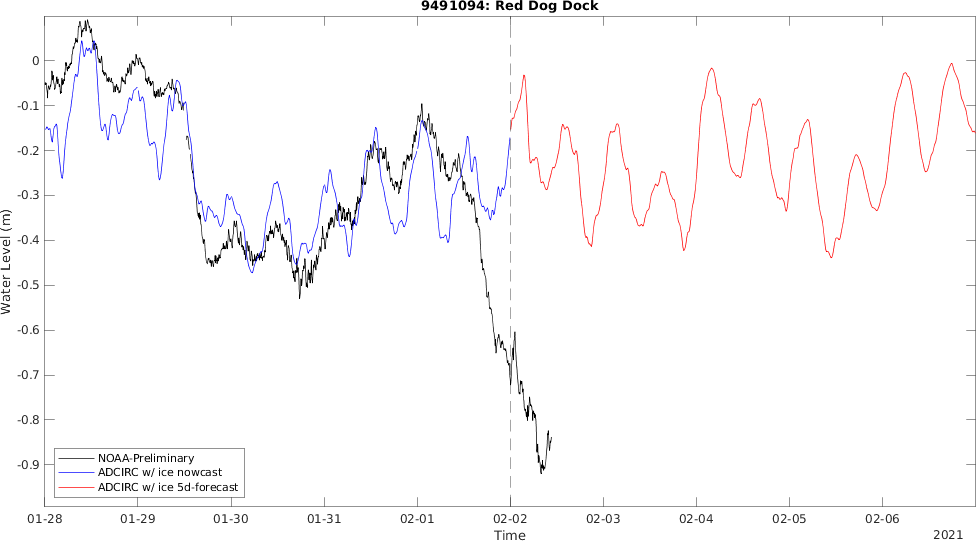 9491094: Red Dog Dock
Water Level (m)
0
-0.1
-0.2
-0.3
-0.4
-0.5
-0.6
-0.7
-0.8
-0.9
NOAA-Preliminary
ADCIRC w/ ice nowcast
ADCIRC w/ ice 5d-forecast
01-28 01-29 01-30 01-31 02-01 02-02 02-03 02-04 02-05 02-06
Time
2021